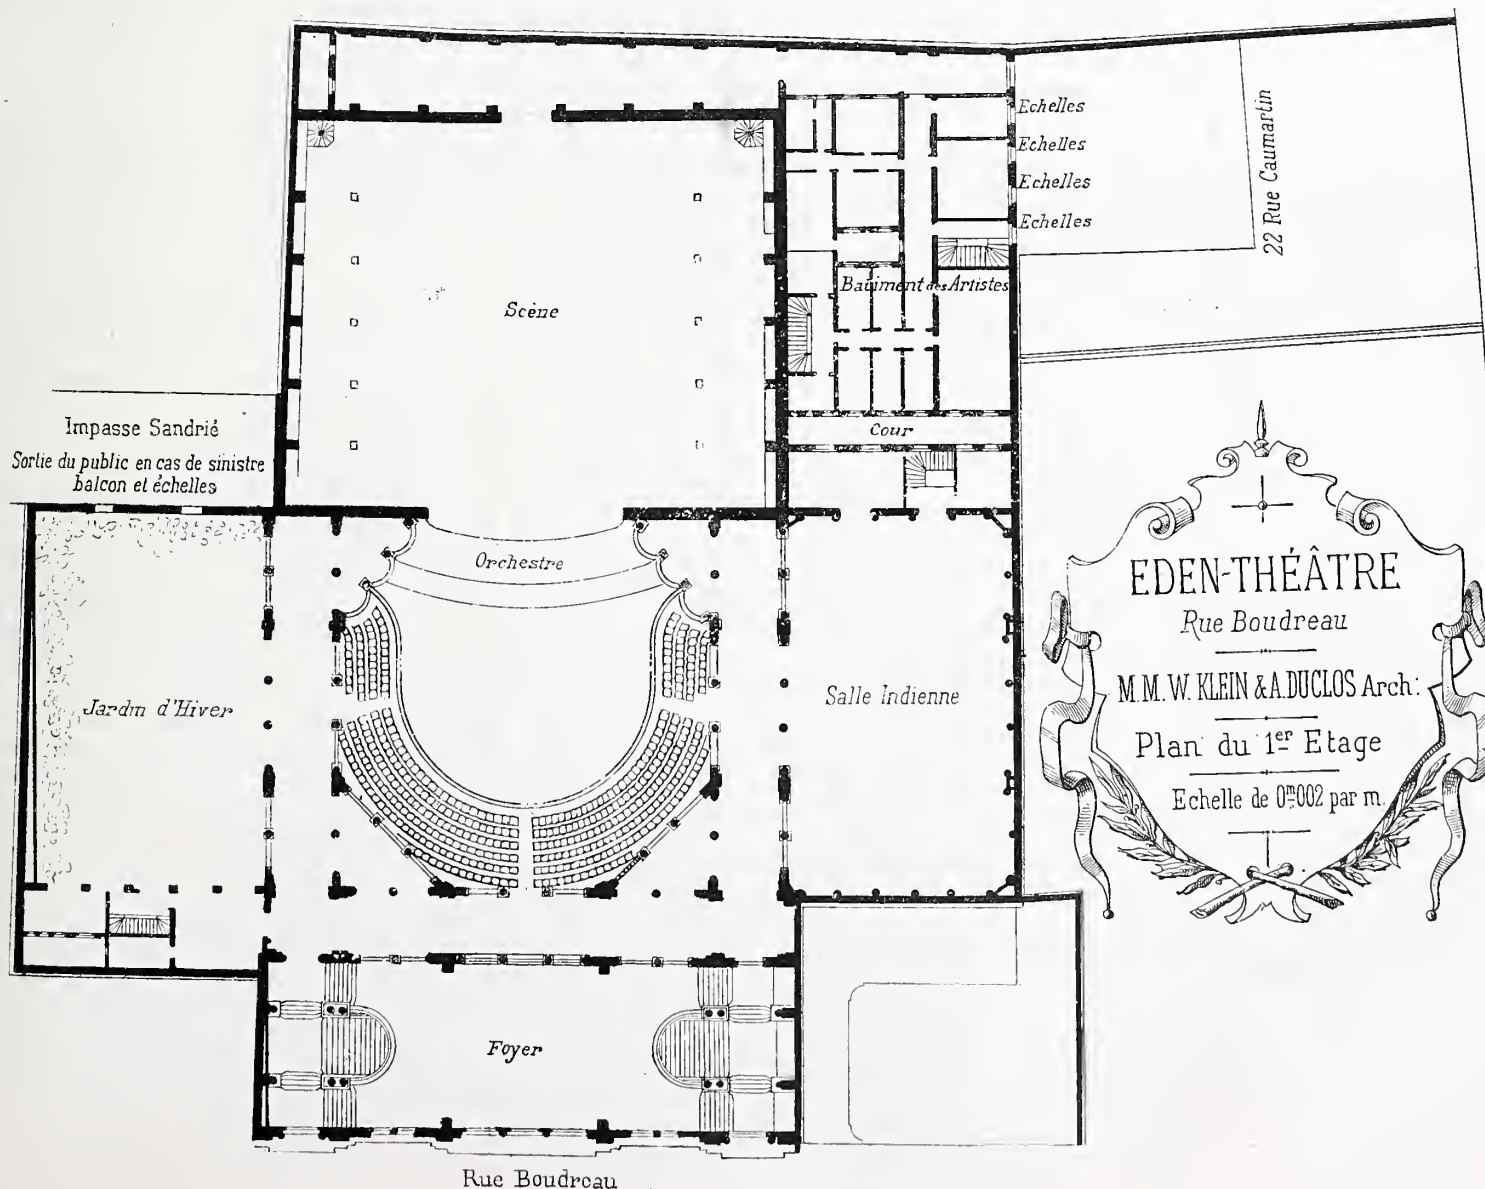 Echelles
Echelles
Echelles
Echelles
22 Rue Caumartin
Scène
Batiment des Artistes
Cour
Impasse Sandrié
Sortie du public en cas de sinistre
balcon et échelles
Orchestre
Jardin d'Hiver
Salle Indienne
Foyer
Rue Boudreau
EDEN-THÉÂTRE
Rue Boudreau
M.M.W. KLEIN & A. DUCLOS Arch:
Plan du 1er Etage
Echelle de 0m002 par m.